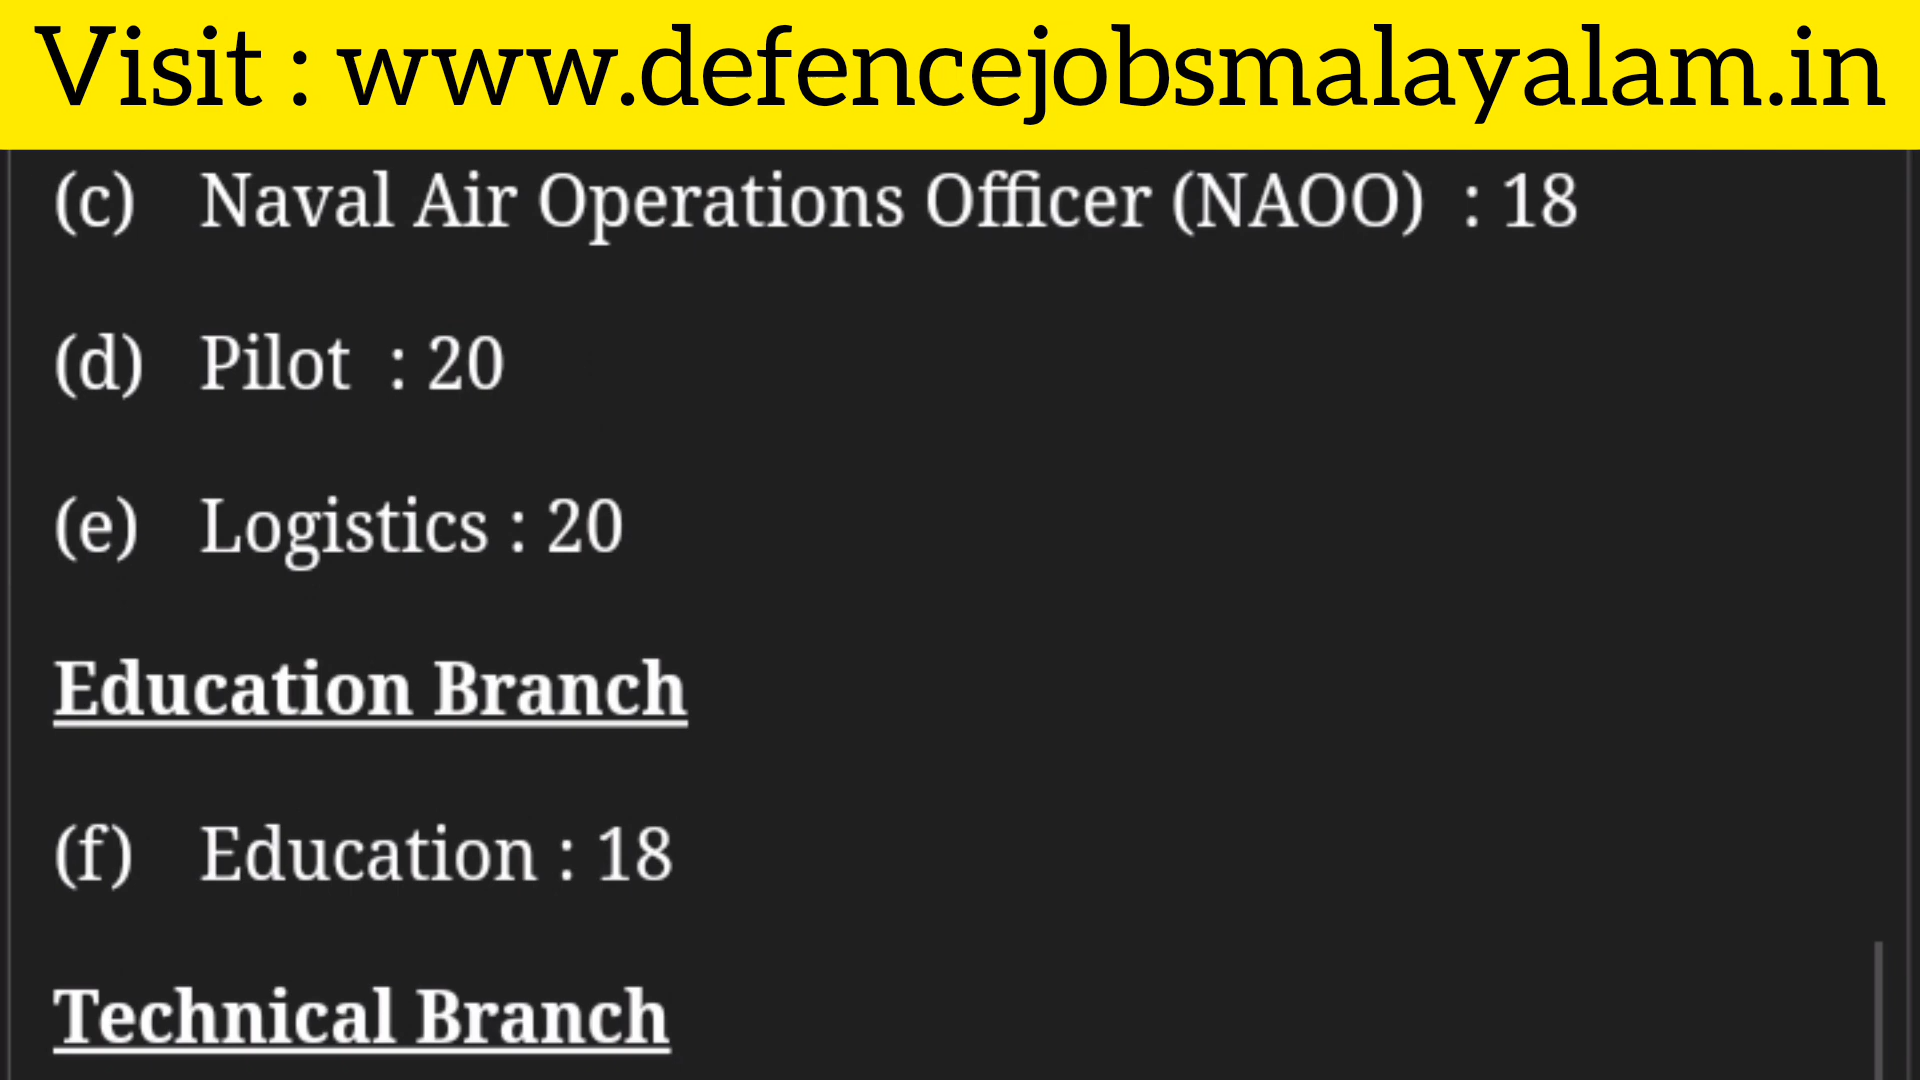 Visit : www.defencejobsmalayalam.in
(c) Naval Air Operations Officer (NAOO) : 18
(d) Pilot : 20
(e) Logistics : 20
Education Branch
(f) Education : 18
Technical Branch